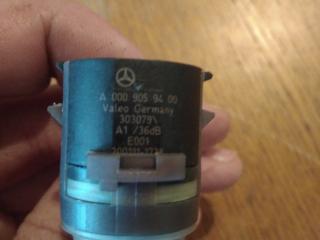 A 000 905 94 00
Valeo Germany
303079
A1 /36dB
E001